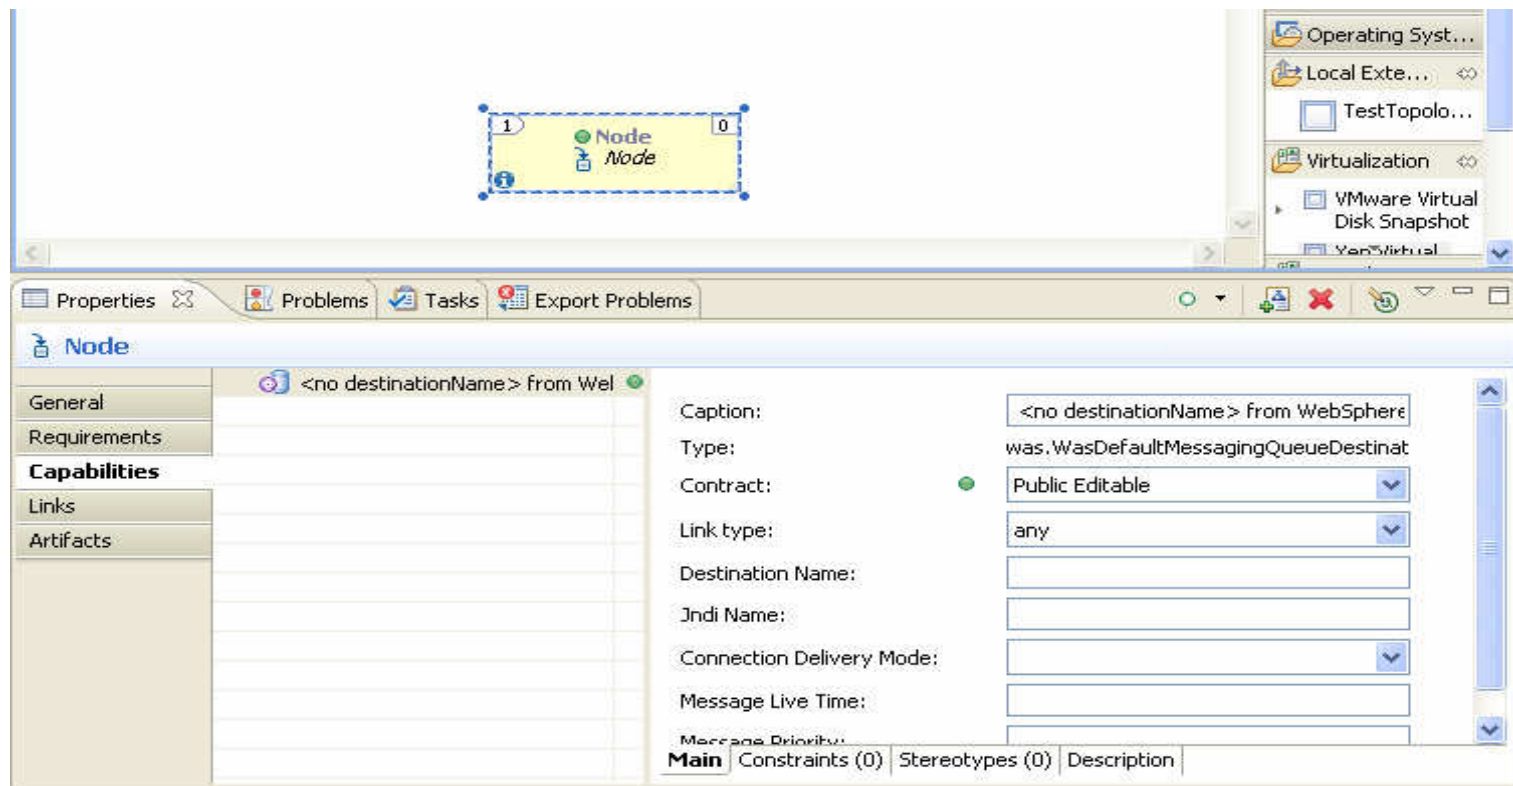 Operating Syst...
Local Exte...
TestTopolo...
1
0
Node
Node
Virtualization
VMware Virtual
Disk Snapshot
Properties
Problems
Tasks
Export Problems
Node
General
Requirements
Capabilities
Links
Artifacts
<no destinationName> from Wel
Caption:
<no destinationName> from WebSphere
Type:
was.WasDefaultMessagingQueueDestinat
Contract:
Public Editable
Link type:
any
Destination Name:
Jndi Name:
Connection Delivery Mode:
Message Live Time:
Message Priority:
Main
Constraints (0)
Stereotypes (0)
Description